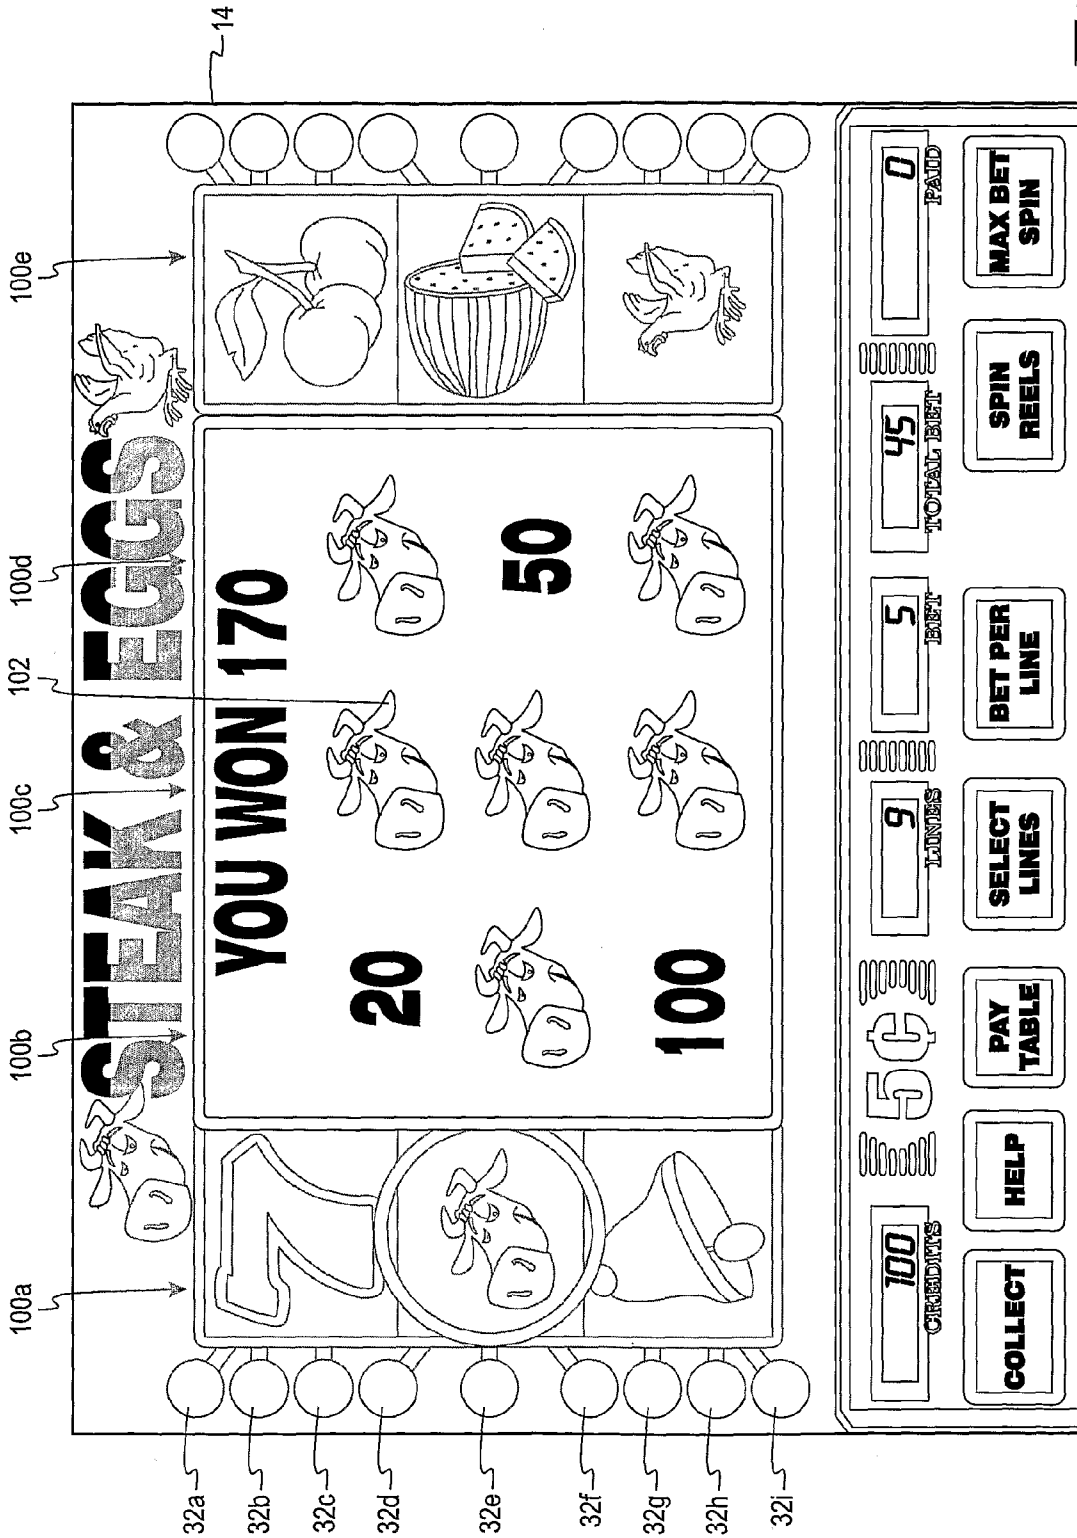 100a
100b
100c
102
100d
100e
14
STEAK & EGGS
32a
32b
32c
32d
32e
32f
32g
32h
32i
YOU WON 170
20
50
100
100
CREDITS
5¢
9
LINES
5
BET
45
TOTAL BET
0
PAID
COLLECT
HELP
PAY
TABLE
SELECT
LINES
BET PER
LINE
SPIN
REELS
MAX BET
SPIN